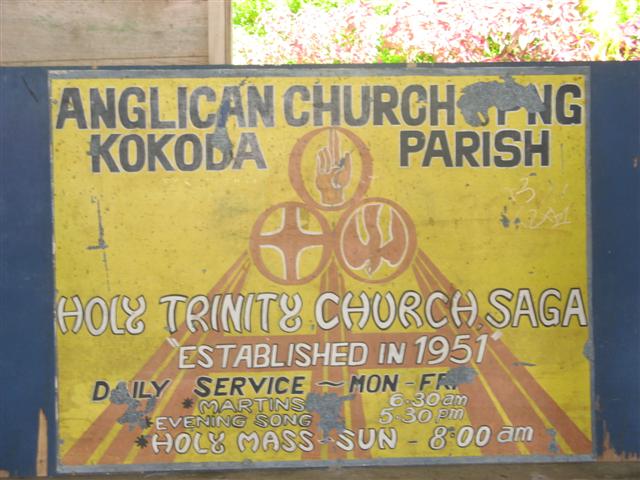 ANGLICAN CHURCH PNG
KOKODA PARISH
HOLY TRINITY CHURCH, SAGA
"ESTABLISHED IN 1951"
DAILY SERVICE ~ MON - FRI
* MARTINS 6.30 am
* EVENING SONG 5.30 pm
* HOLY MASS - SUN - 8:00 am